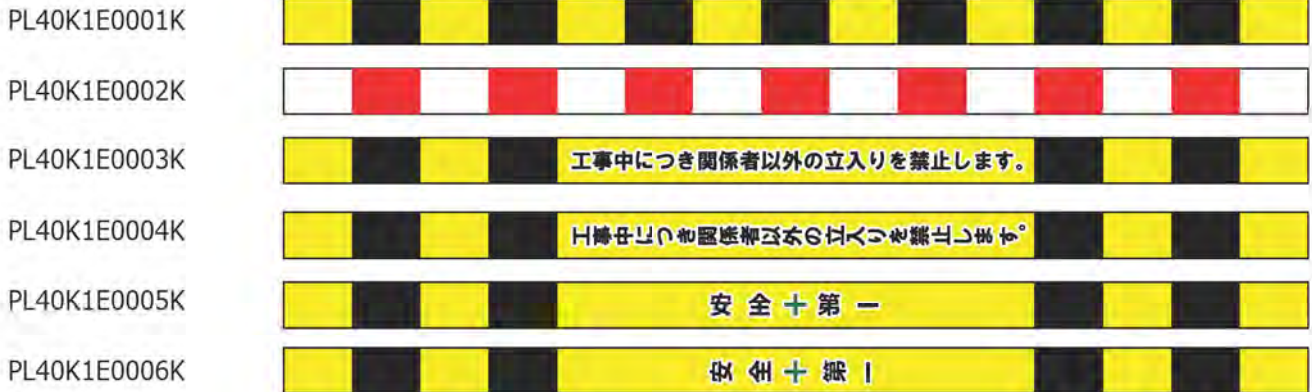 PL40K1E0001K
PL40K1E0002K
PL40K1E0003K 工事中につき関係者以外の立入りを禁止します。
PL40K1E0004K 工事中につき関係者以外の立入りを禁止します。
PL40K1E0005K 安全+第一
PL40K1E0006K 安全+第一